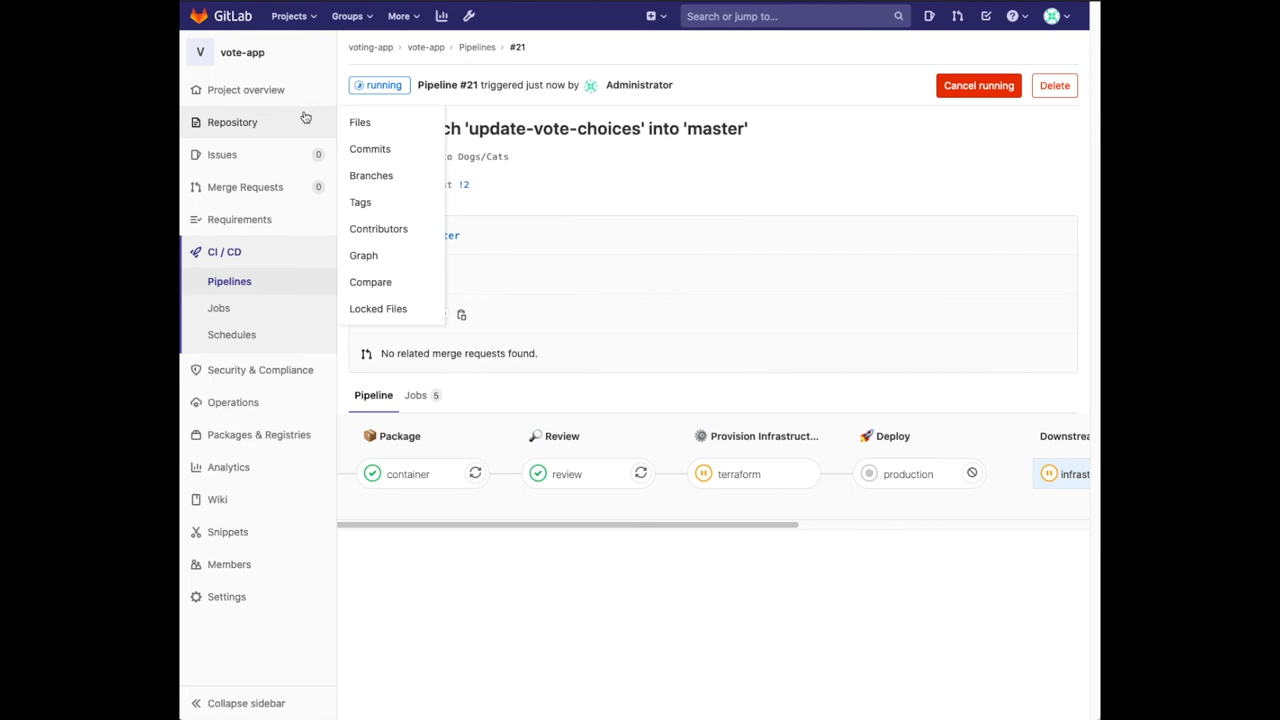 GitLab
Projects
Groups
More
Search or jump to...
V
vote-app
Project overview
Repository
Issues
0
Merge Requests
0
Requirements
CI / CD
Pipelines
Jobs
Schedules
Security & Compliance
Operations
Packages & Registries
Analytics
Wiki
Snippets
Members
Settings
Collapse sidebar
voting-app › vote-app › Pipelines › #21
running
Pipeline #21 triggered just now by Administrator
Cancel running
Delete
Files
Commits
Branches
Tags
Contributors
Graph
Compare
Locked Files
ch 'update-vote-choices' into 'master'
o Dogs/Cats
t !2
ter
No related merge requests found.
Pipeline
Jobs 5
Package
Review
Provision Infrastruct...
Deploy
Downstrea
container
review
terraform
production
infrast